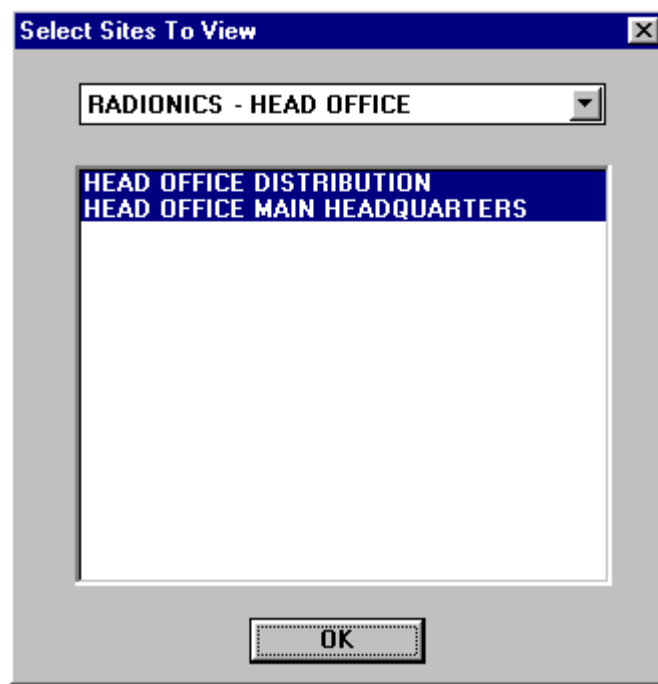 Select Sites To View
RADIONICS - HEAD OFFICE
HEAD OFFICE DISTRIBUTION
HEAD OFFICE MAIN HEADQUARTERS
OK